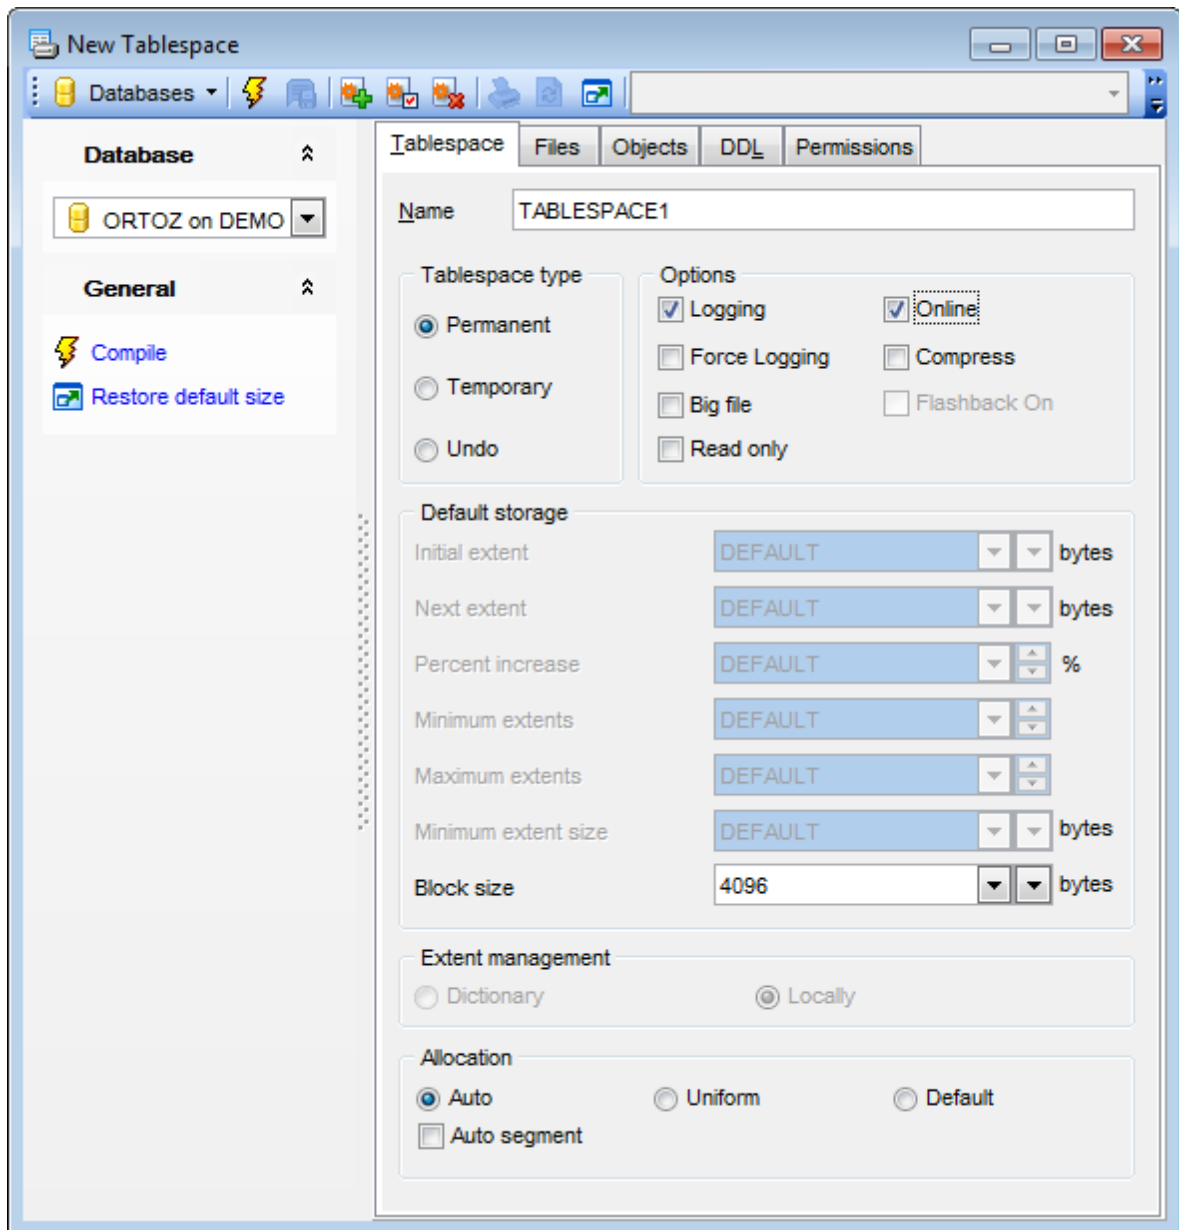 New Tablespace
Databases
Database
ORTOZ on DEMO
General
Compile
Restore default size
Tablespace Files Objects DDL Permissions
Name TABLESPACE1
Tablespace type
Permanent
Temporary
Undo
Options
Logging Online
Force Logging Compress
Big file Flashback On
Read only
Default storage
Initial extent DEFAULT bytes
Next extent DEFAULT bytes
Percent increase DEFAULT %
Minimum extents DEFAULT
Maximum extents DEFAULT
Minimum extent size DEFAULT bytes
Block size 4096 bytes
Extent management
Dictionary Locally
Allocation
Auto Uniform Default
Auto segment